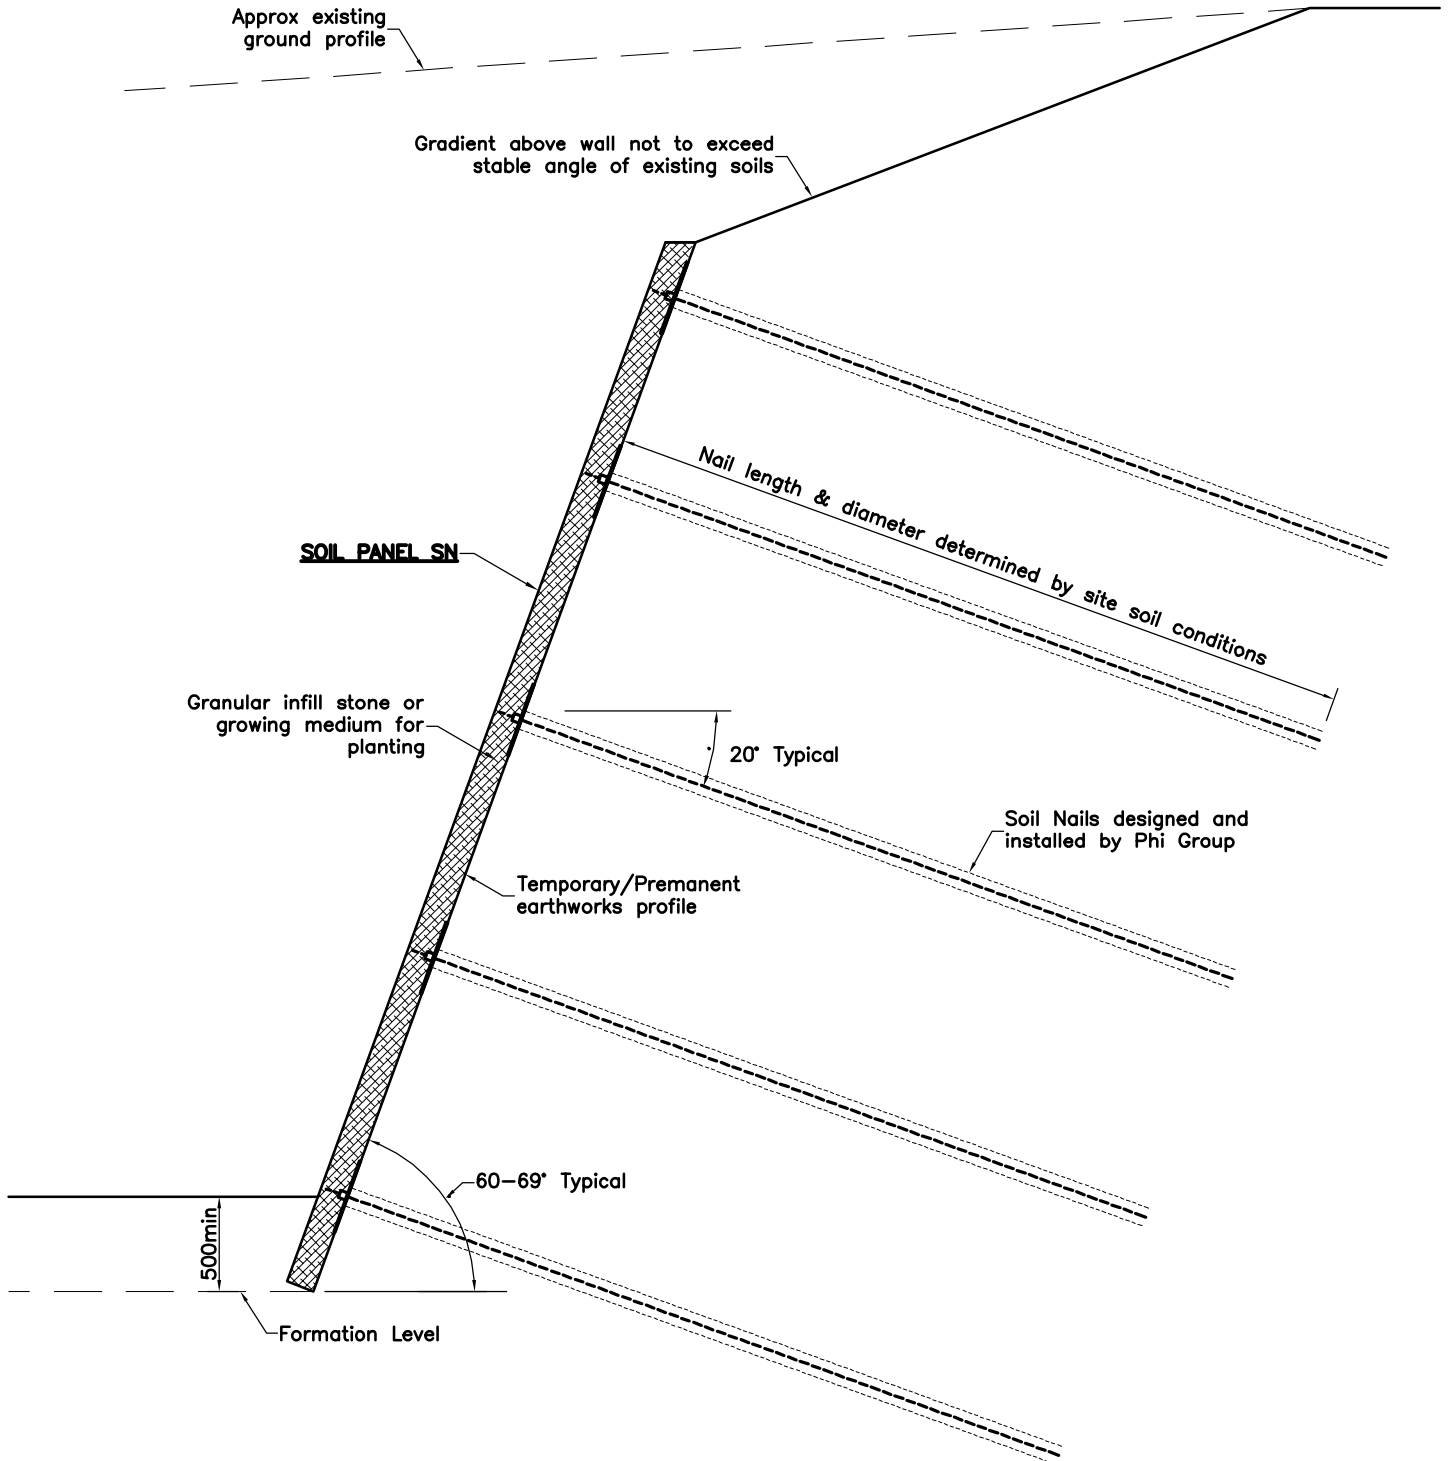 Approx existing
ground profile
Gradient above wall not to exceed
stable angle of existing soils
Nail length & diameter determined by site soil conditions
SOIL PANEL SN
Granular infill stone or
growing medium for
planting
20° Typical
Soil Nails designed and
installed by Phi Group
Temporary/Premanent
earthworks profile
60-69° Typical
500min
Formation Level